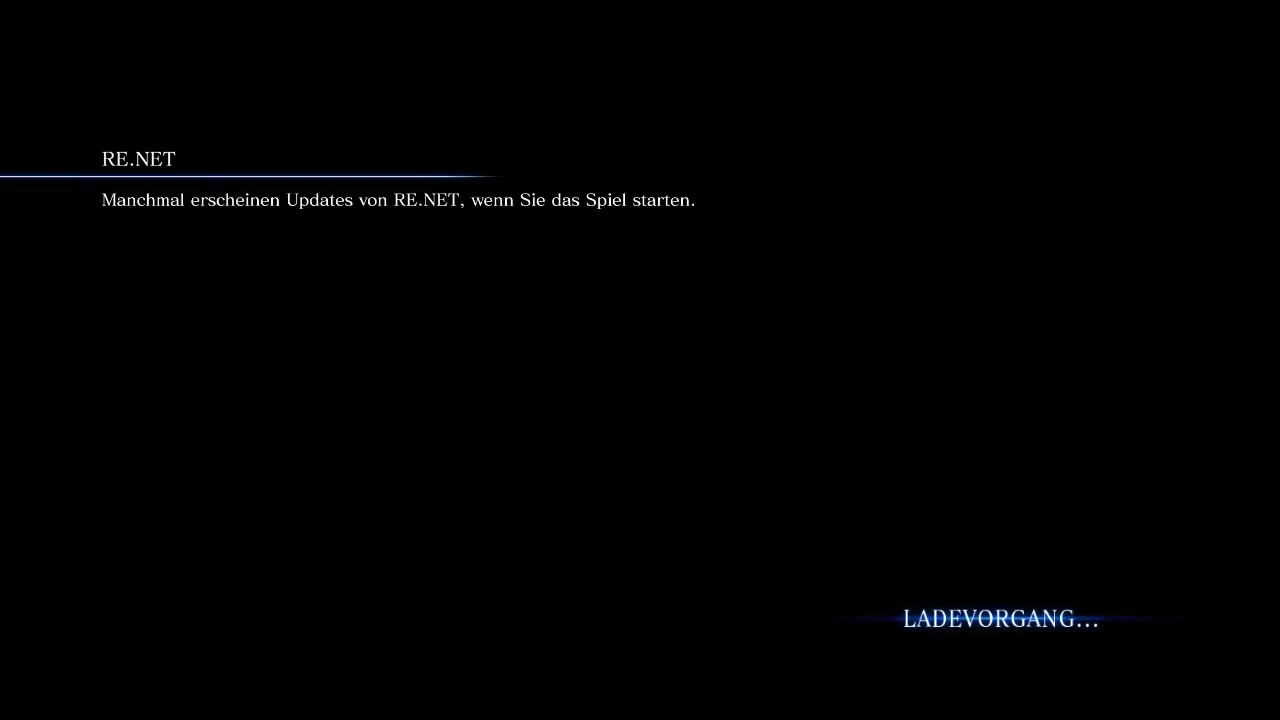 RE.NET
Manchmal erscheinen Updates von RE.NET, wenn Sie das Spiel starten.
LADEVORGANG...